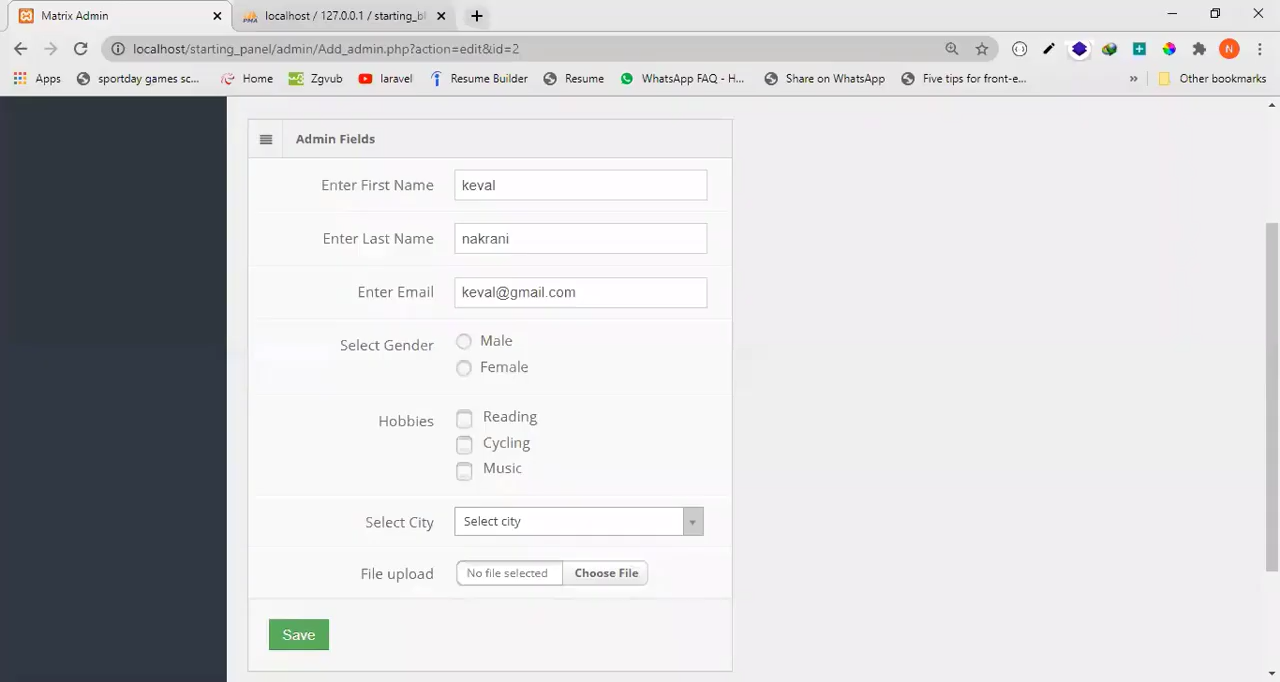 Matrix Admin
localhost / 127.0.0.1 / starting_bl
localhost/starting_panel/admin/Add_admin.php?action=edit&id=2
N
Apps sportday games sc... Home Zgvub laravel Resume Builder Resume WhatsApp FAQ - H... Share on WhatsApp Five tips for front-e... » Other bookmarks
Admin Fields
Enter First Name keval
Enter Last Name nakrani
Enter Email keval@gmail.com
Select Gender Male
Female
Hobbies Reading
Cycling
Music
Select City Select city
File upload No file selected Choose File
Save